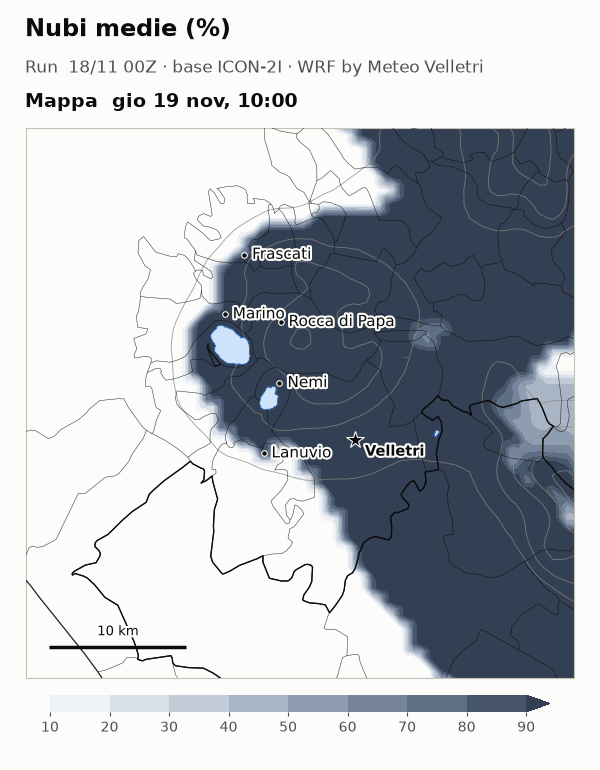 Nubi medie (%)
Run  18/11 00Z · base ICON-2I · WRF by Meteo Velletri
Mappa  gio 19 nov, 10:00
Frascati
Marino
Rocca di Papa
Nemi
Velletri
Lanuvio
10 km
10 20 30 40 50 60 70 80 90